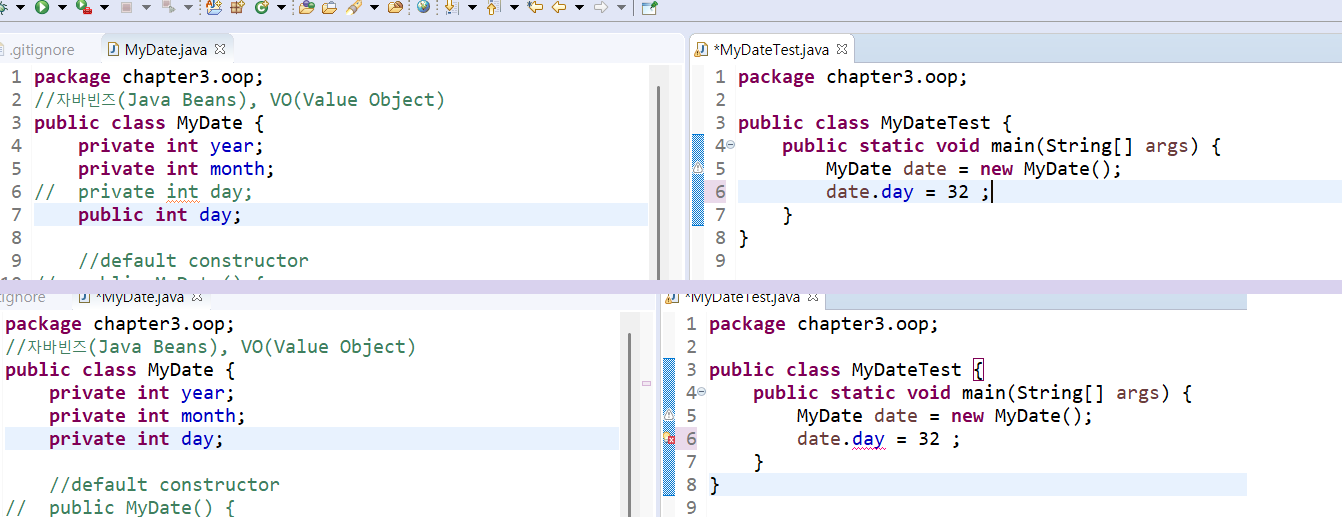 .gitignore
MyDate.java
1 package chapter3.oop;
2 //자바빈즈(Java Beans), VO(Value Object)
3 public class MyDate {
4     private int year;
5     private int month;
6 //  private int day;
7     public int day;
8
9     //default constructor
//  public MyDate() {
*MyDateTest.java
1 package chapter3.oop;
2
3 public class MyDateTest {
4     public static void main(String[] args) {
5         MyDate date = new MyDate();
6         date.day = 32 ;
7     }
8 }
9
*MyDate.java
package chapter3.oop;
//자바빈즈(Java Beans), VO(Value Object)
public class MyDate {
    private int year;
    private int month;
    private int day;

    //default constructor
//  public MyDate() {
*MyDateTest.java
1 package chapter3.oop;
2
3 public class MyDateTest {
4     public static void main(String[] args) {
5         MyDate date = new MyDate();
6         date.day = 32 ;
7     }
8 }
9